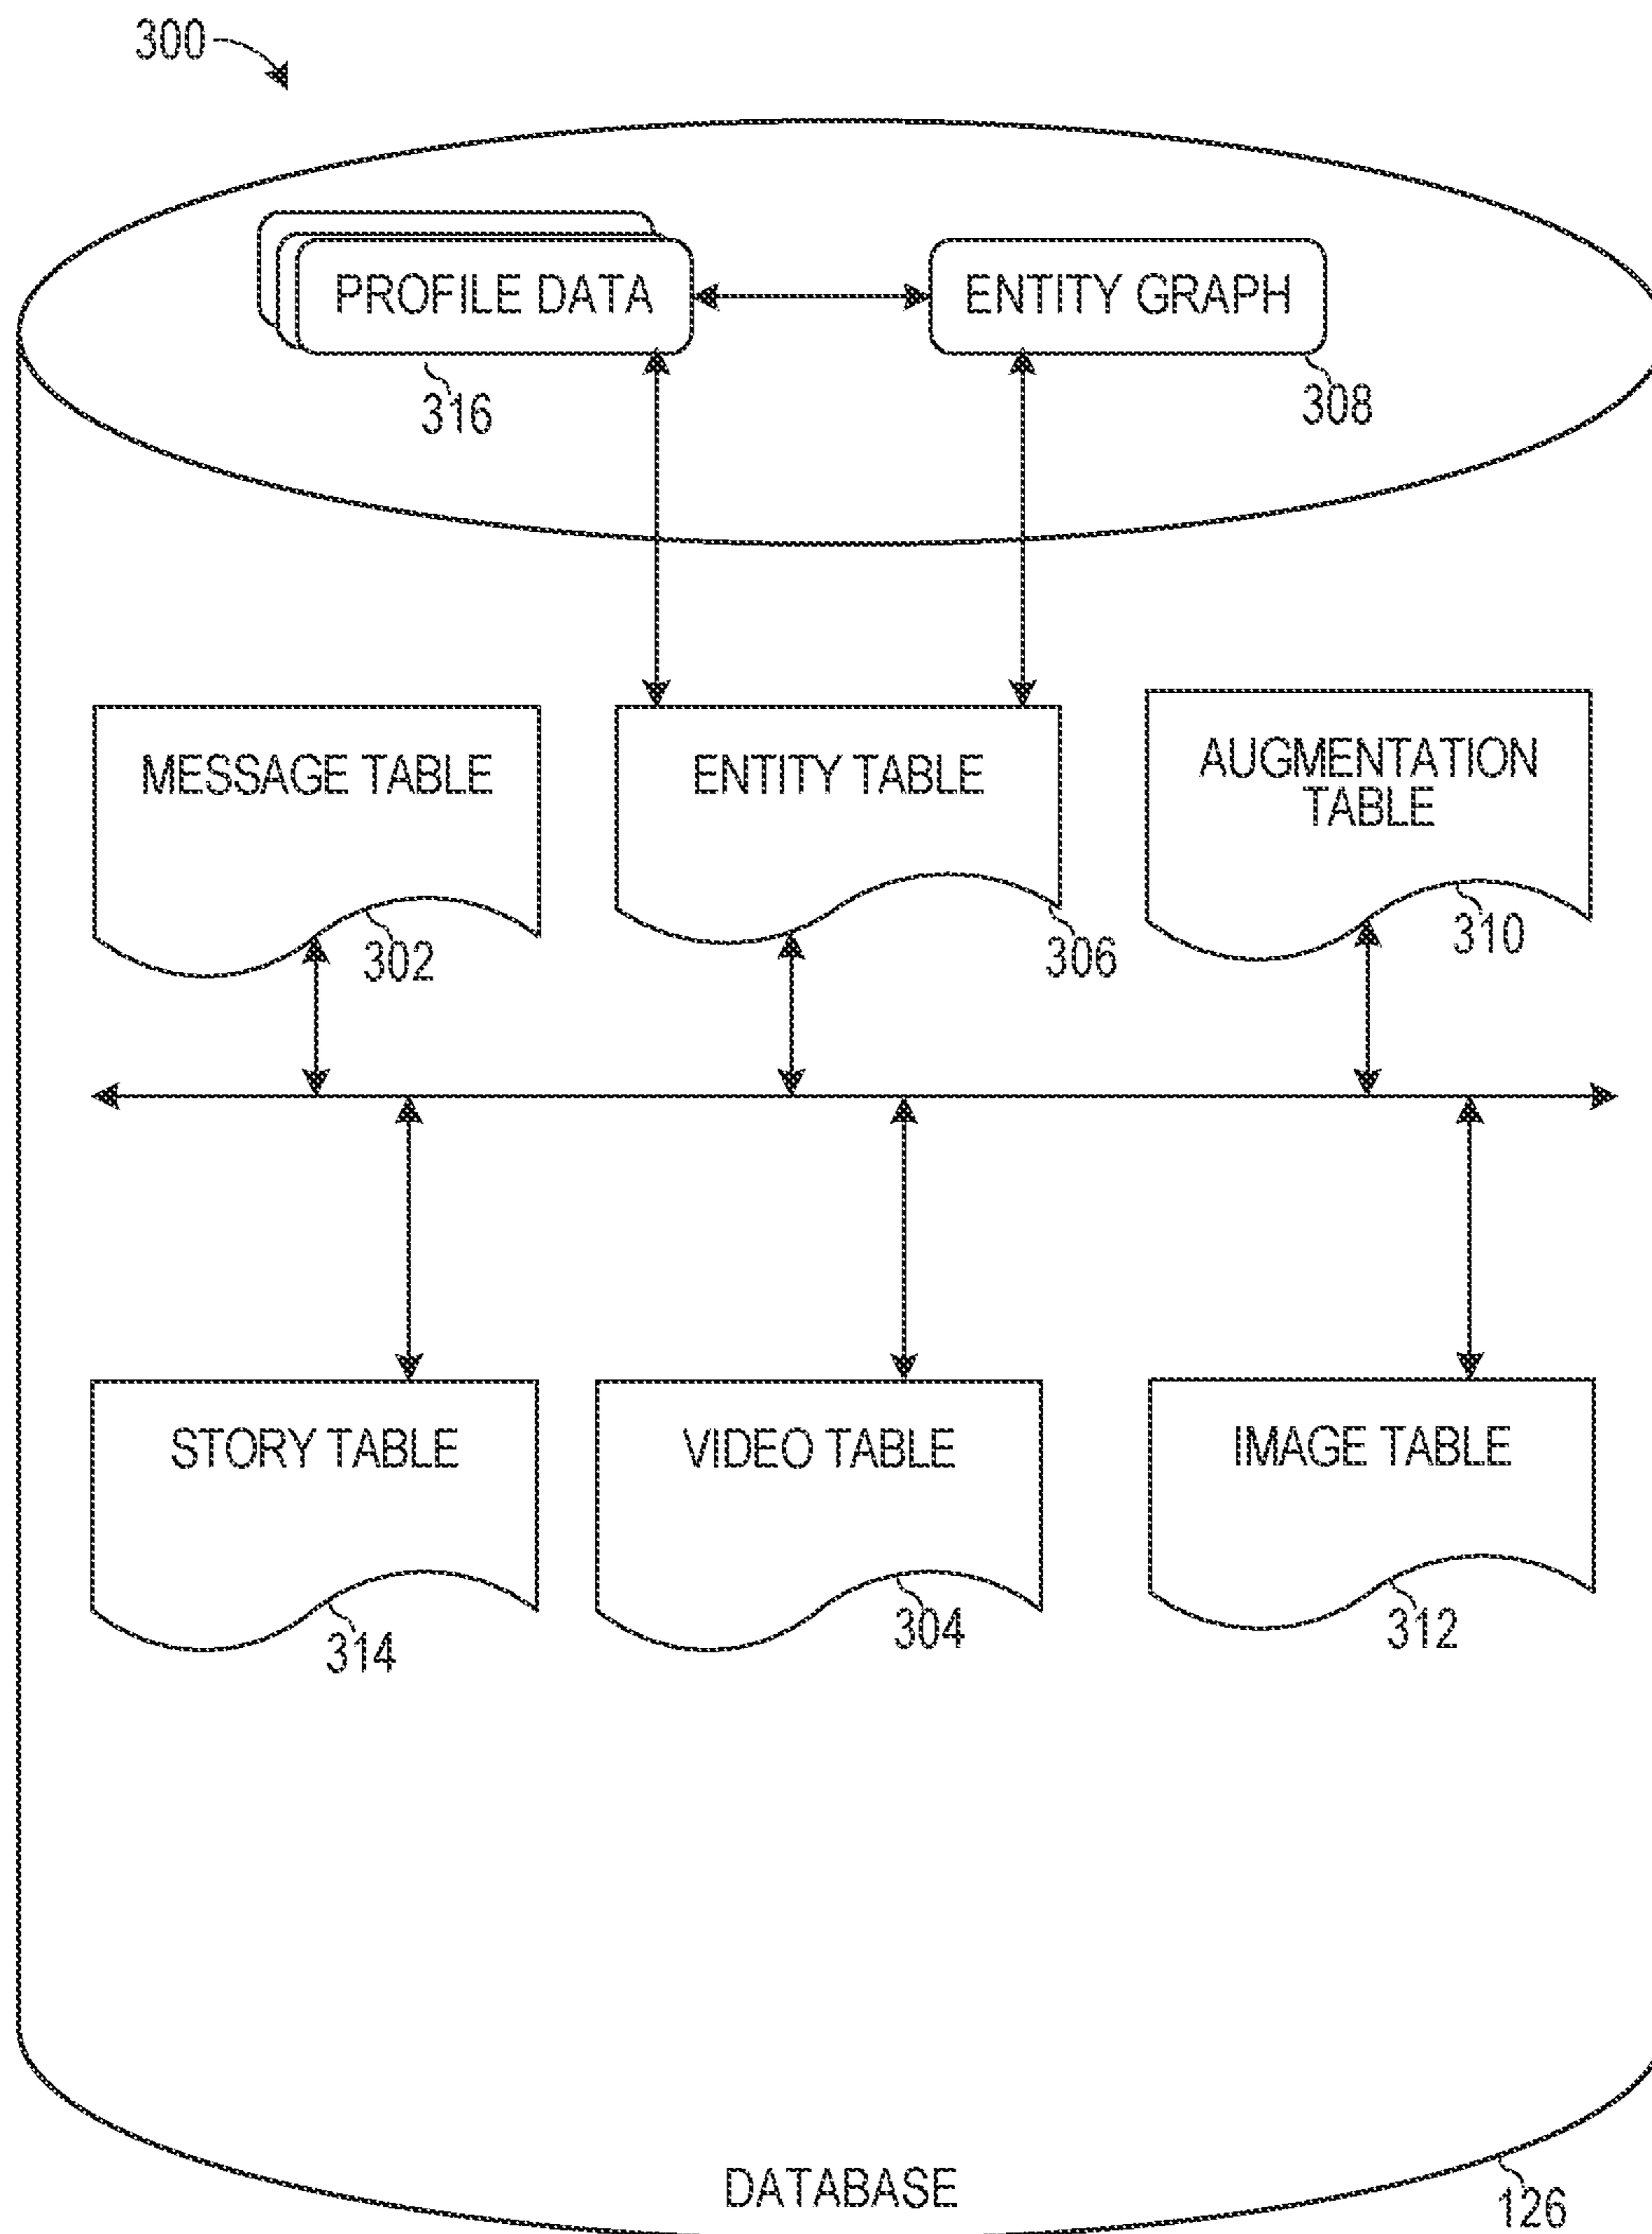 300
PROFILE DATA
ENTITY GRAPH
316
308
MESSAGE TABLE
ENTITY TABLE
AUGMENTATION
TABLE
302
306
310
STORY TABLE
VIDEO TABLE
IMAGE TABLE
314
304
312
DATABASE
126